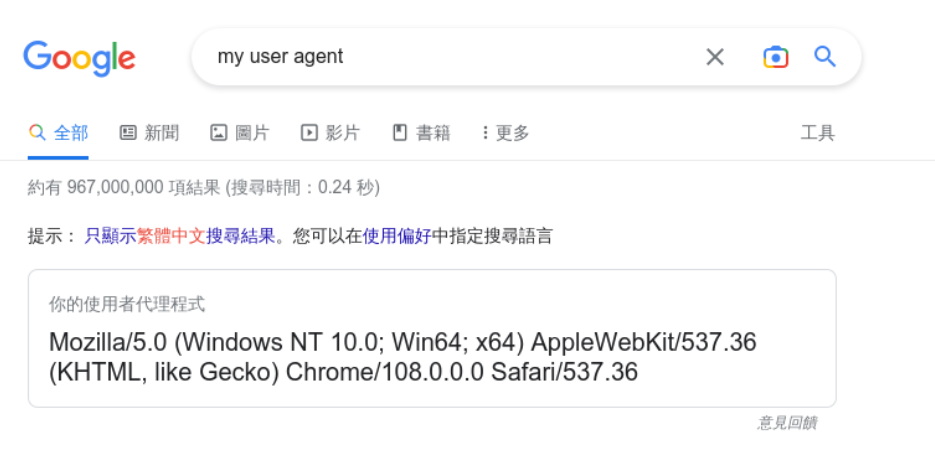 Google
my user agent
全部 新聞 圖片 影片 書籍 更多 工具
約有 967,000,000 項結果 (搜尋時間：0.24 秒)
提示： 只顯示繁體中文搜尋結果。您可以在使用偏好中指定搜尋語言
你的使用者代理程式
Mozilla/5.0 (Windows NT 10.0; Win64; x64) AppleWebKit/537.36
(KHTML, like Gecko) Chrome/108.0.0.0 Safari/537.36
意見回饋